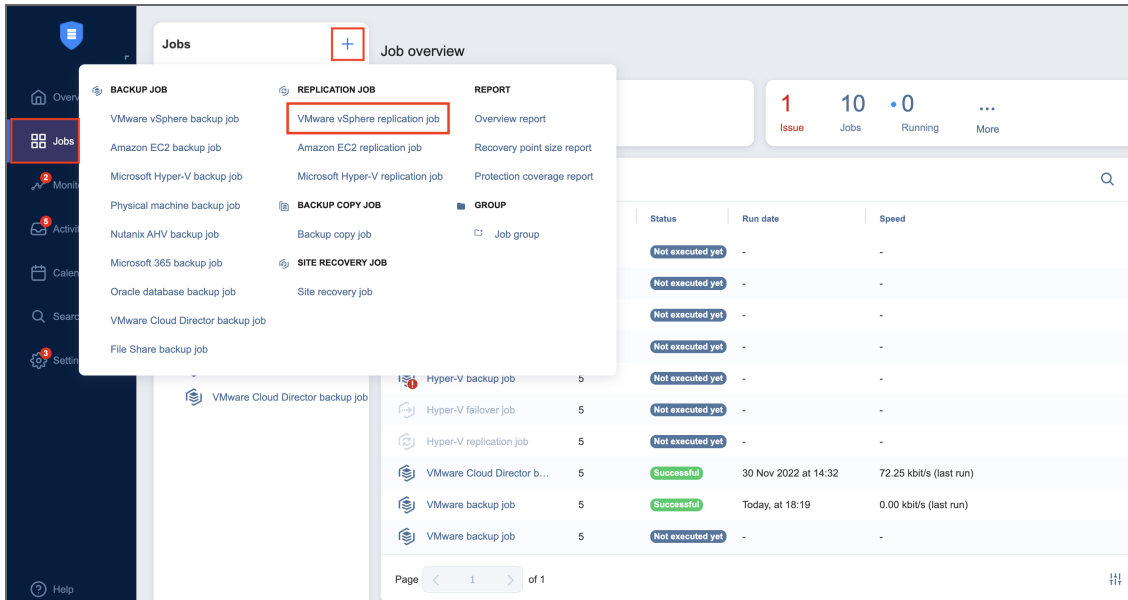 Jobs
+
Job overview
BACKUP JOB
VMware vSphere backup job
Amazon EC2 backup job
Microsoft Hyper-V backup job
Physical machine backup job
Nutanix AHV backup job
Microsoft 365 backup job
Oracle database backup job
VMware Cloud Director backup job
File Share backup job
REPLICATION JOB
VMware vSphere replication job
Amazon EC2 replication job
Microsoft Hyper-V replication job
BACKUP COPY JOB
Backup copy job
SITE RECOVERY JOB
Site recovery job
REPORT
Overview report
Recovery point size report
Protection coverage report
GROUP
Job group
Overv
Jobs
2 Monit
5 Activi
Calen
Searc
3 Settin
Help
VMware Cloud Director backup job
1 Issue
10 Jobs
0 Running
... More
Status Run date Speed
Not executed yet - -
Not executed yet - -
Not executed yet - -
Not executed yet - -
Hyper-V backup job 5 Not executed yet - -
Hyper-V failover job 5 Not executed yet - -
Hyper-V replication job 5 Not executed yet - -
VMware Cloud Director b... 5 Successful 30 Nov 2022 at 14:32 72.25 kbit/s (last run)
VMware backup job 5 Successful Today, at 18:19 0.00 kbit/s (last run)
VMware backup job 5 Not executed yet - -
Page < 1 > of 1